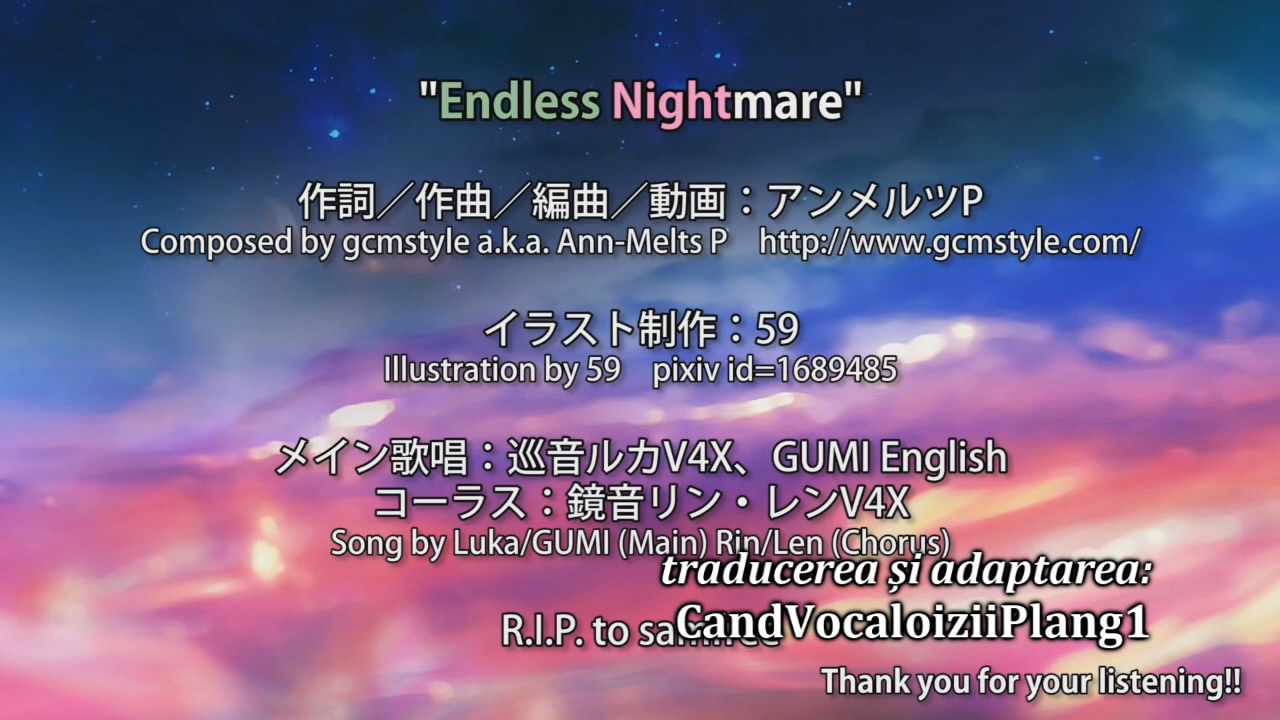 "Endless Nightmare"
作詞／作曲／編曲／動画：アンメルツP
Composed by gcmstyle a.k.a. Ann-Melts P http://www.gcmstyle.com/
イラスト制作：59
Illustration by 59 pixiv id=1689485
メイン歌唱：巡音ルカV4X、GUMI English
コーラス：鏡音リン・レンV4X
Song by Luka/GUMI (Main) Rin/Len (Chorus)
traducerea și adaptarea:
CandVocaloiziiPlang1
R.I.P. to
Thank you for your listening!!